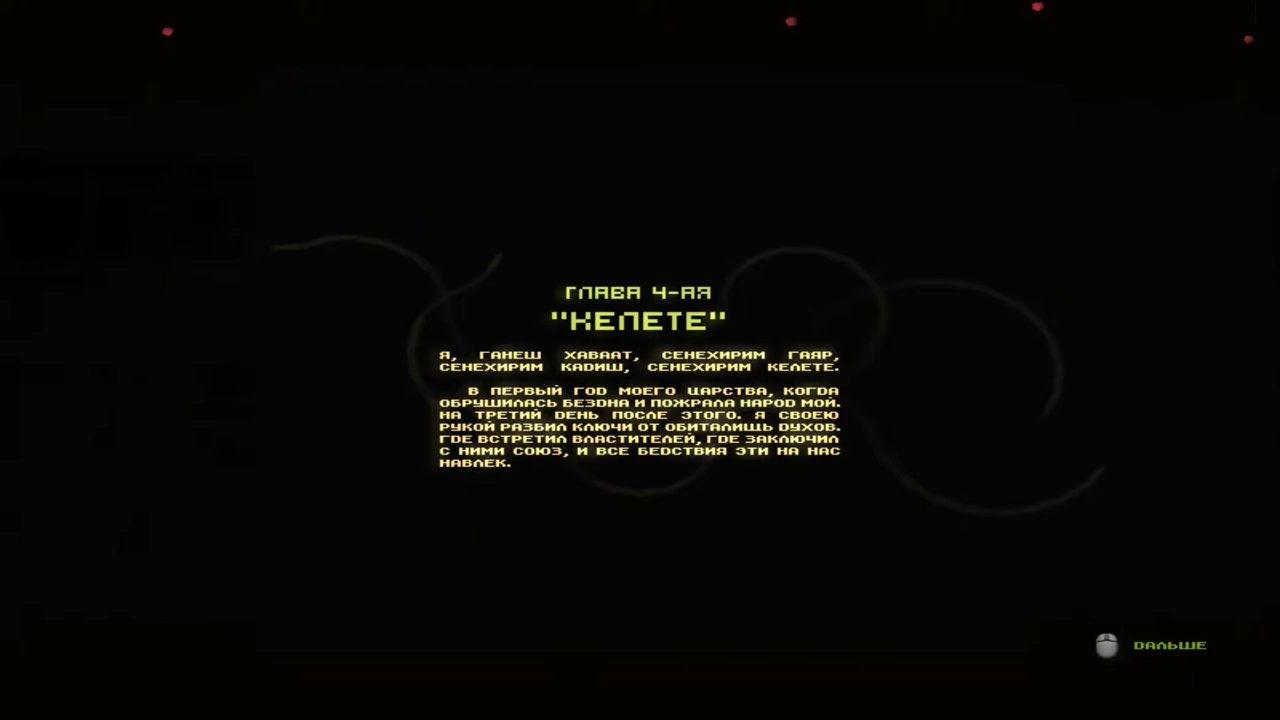 ГЛАВА 4-АЯ
"КЕЛЕТЕ"
Я, ГАНЕШ ХАВААТ, СЕНЕХИРИМ ГАЯР,
СЕНЕХИРИМ КАДИШ, СЕНЕХИРИМ КЕЛЕТЕ.
В ПЕРВЫЙ ГОД МОЕГО ЦАРСТВА, КОГДА
ОБРУШИЛАСЬ БЕЗДНА И ПОЖРАЛА НАРОД МОЙ.
НА ТРЕТИЙ ДЕНЬ ПОСЛЕ ЭТОГО. Я СВОЕЮ
РУКОЙ РАЗБИЛ КЛЮЧИ ОТ ОБИТАЛИЩЬ ДУХОВ.
ГДЕ ВСТРЕТИЛ ВЛАСТИТЕЛЕЙ, ГДЕ ЗАКЛЮЧИЛ
С НИМИ СОЮЗ, И ВСЕ БЕДСТВИЯ ЭТИ НА НАС
НАВЛЕК.
ДАЛЬШЕ